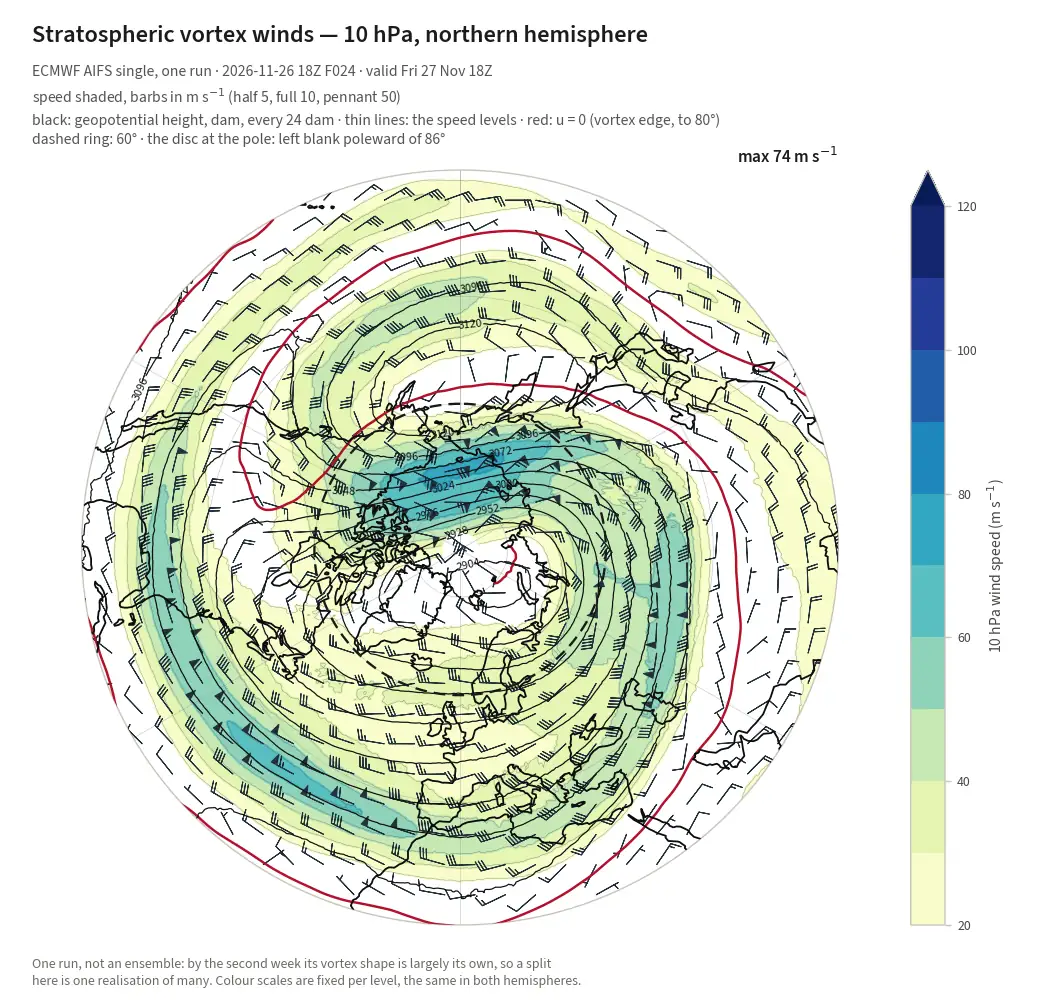 Stratospheric vortex winds — 10 hPa, northern hemisphere
ECMWF AIFS single, one run · 2026-11-26 18Z F024 · valid Fri 27 Nov 18Z
speed shaded, barbs in m s⁻¹ (half 5, full 10, pennant 50)
black: geopotential height, dam, every 24 dam · thin lines: the speed levels · red: u = 0 (vortex edge, to 80°)
dashed ring: 60° · the disc at the pole: left blank poleward of 86°
max 74 m s⁻¹
120
100
80
60
40
20
10 hPa wind speed (m s⁻¹)
3120
3096
3096
3096
3072
3048
3024
2952
2928
2904
One run, not an ensemble: by the second week its vortex shape is largely its own, so a split
here is one realisation of many. Colour scales are fixed per level, the same in both hemispheres.